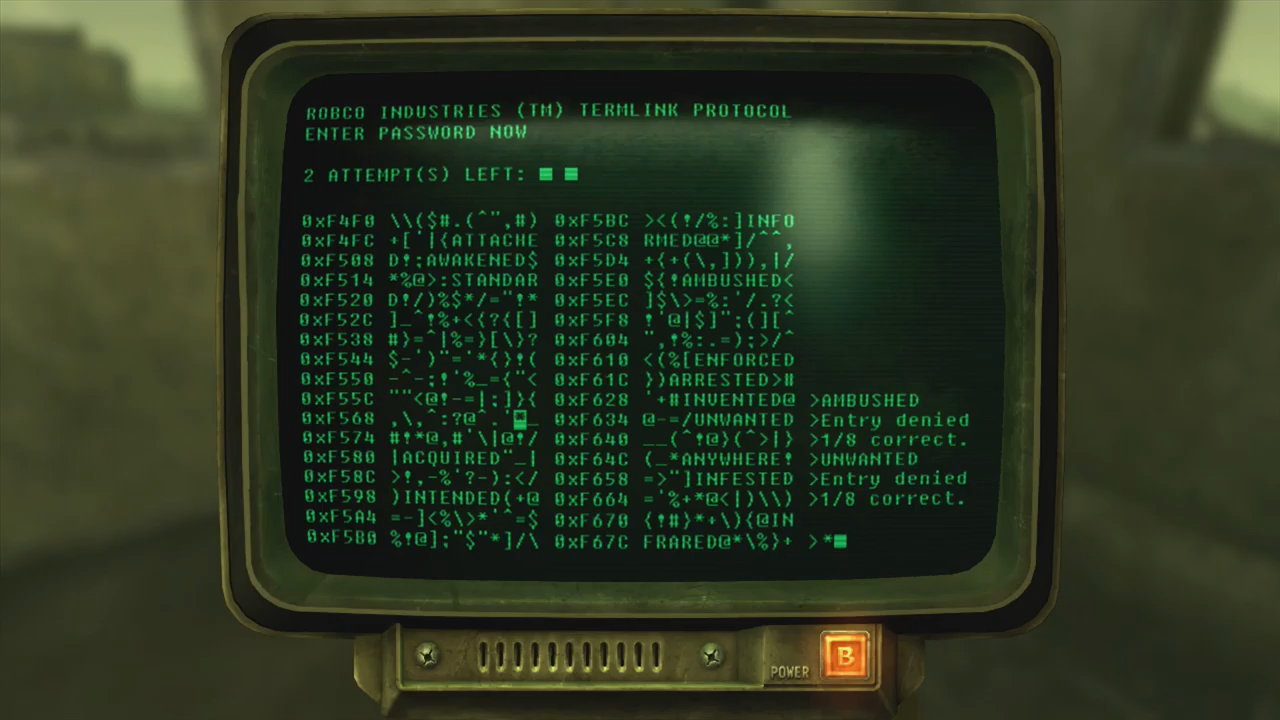 ROBCO INDUSTRIES (TM) TERMLINK PROTOCOL
ENTER PASSWORD NOW
2 ATTEMPT(S) LEFT:
0xF4F0 \\($#.(^",#) 0xF5BC ><(!/%:]INFO
0xF4FC +['|{ATTACHE 0xF5C8 RMED@@*]/^^,
0xF508 D!;AWAKENED$ 0xF5D4 +{+(\,])),|/
0xF514 *%@>:STANDAR 0xF5E0 ${!AMBUSHED<
0xF520 D!/)%$*/="!* 0xF5EC ]$\>=%:'/.?<
0xF52C ]_^!%+<{?{[] 0xF5F8 !'@|$]";(][^
0xF538 #}=^|%=}[\}? 0xF604 ",!%:.=);>/^
0xF544 $-')"='*{}!( 0xF610 <{%[ENFORCED
0xF550 -^-;!'%_={"< 0xF61C })ARRESTED>#
0xF55C ""<@!-=|;]}{ 0xF628 '+#INVENTED@ >AMBUSHED
0xF568 ,\,^:?@^.'*_ 0xF634 @-=/UNWANTED >Entry denied
0xF574 #!*@,#'\|@!/ 0xF640 __(^!@}(^>|} >1/8 correct.
0xF580 |ACQUIRED"_| 0xF64C (_*ANYWHERE! >UNWANTED
0xF58C >!,-%'?-):</ 0xF658 =>"]INFESTED >Entry denied
0xF598 )INTENDED(+@ 0xF664 ='%+*@<|)\\) >1/8 correct.
0xF5A4 =-]<%\>*'^=$ 0xF670 {!#}*+\){@IN
0xF5B0 %!@];"$"*]/\ 0xF67C FRARED@*\%}+ >*
POWER
B